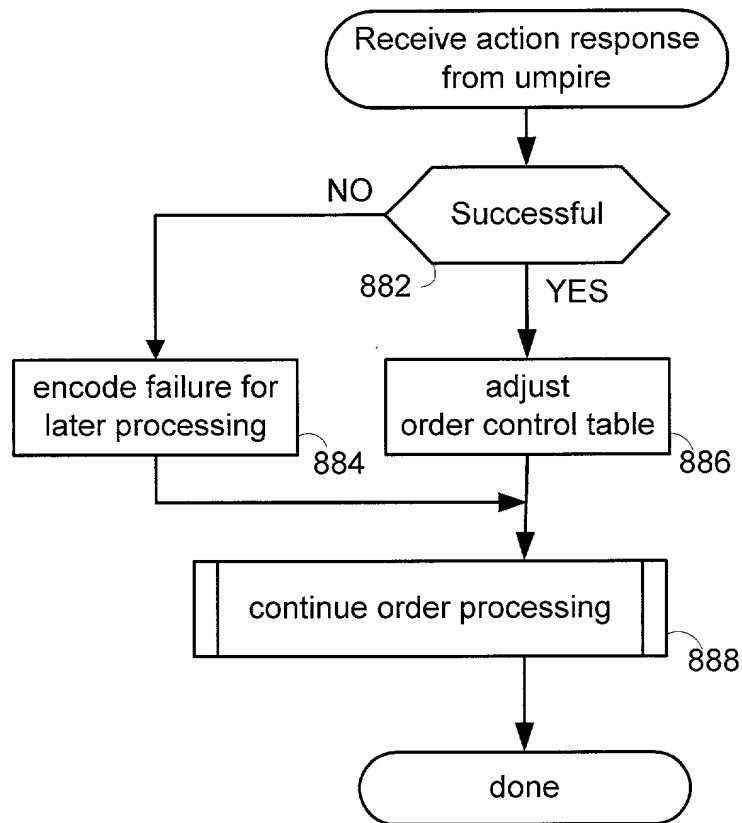 Receive action response
from umpire
NO
Successful
882
YES
encode failure for
later processing
884
adjust
order control table
886
continue order processing
888
done